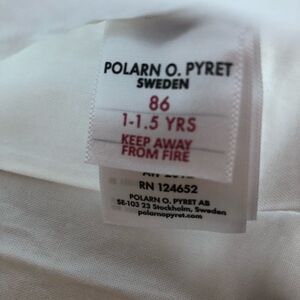 POLARN O. PYRET
SWEDEN
86
1-1.5 YRS
KEEP AWAY
FROM FIRE
RN 124652
POLARN O. PYRET AB
SE-103 23 Stockholm, Sweden
polarnopyret.com